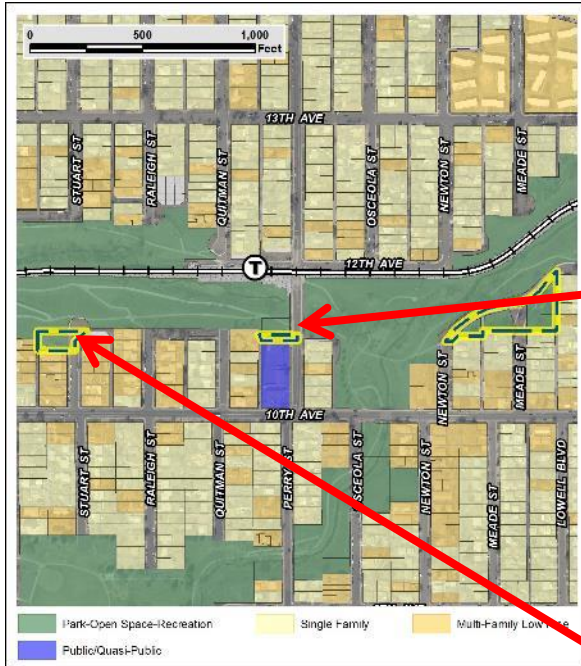 0 500 1,000
Feet
13TH AVE
STUART ST
RALEIGH ST
QUITMAN ST
OSCEOLA ST
NEWTON ST
MEADE ST
T
12TH AVE
NEWTON ST
MEADE ST
10TH AVE
STUART ST
RALEIGH ST
QUITMAN ST
PERRY ST
OSCEOLA ST
NEWTON ST
MEADE ST
LOWELL BLVD
Park-Open Space-Recreation
Single Family
Multi-Family Low
Public/Quasi-Public